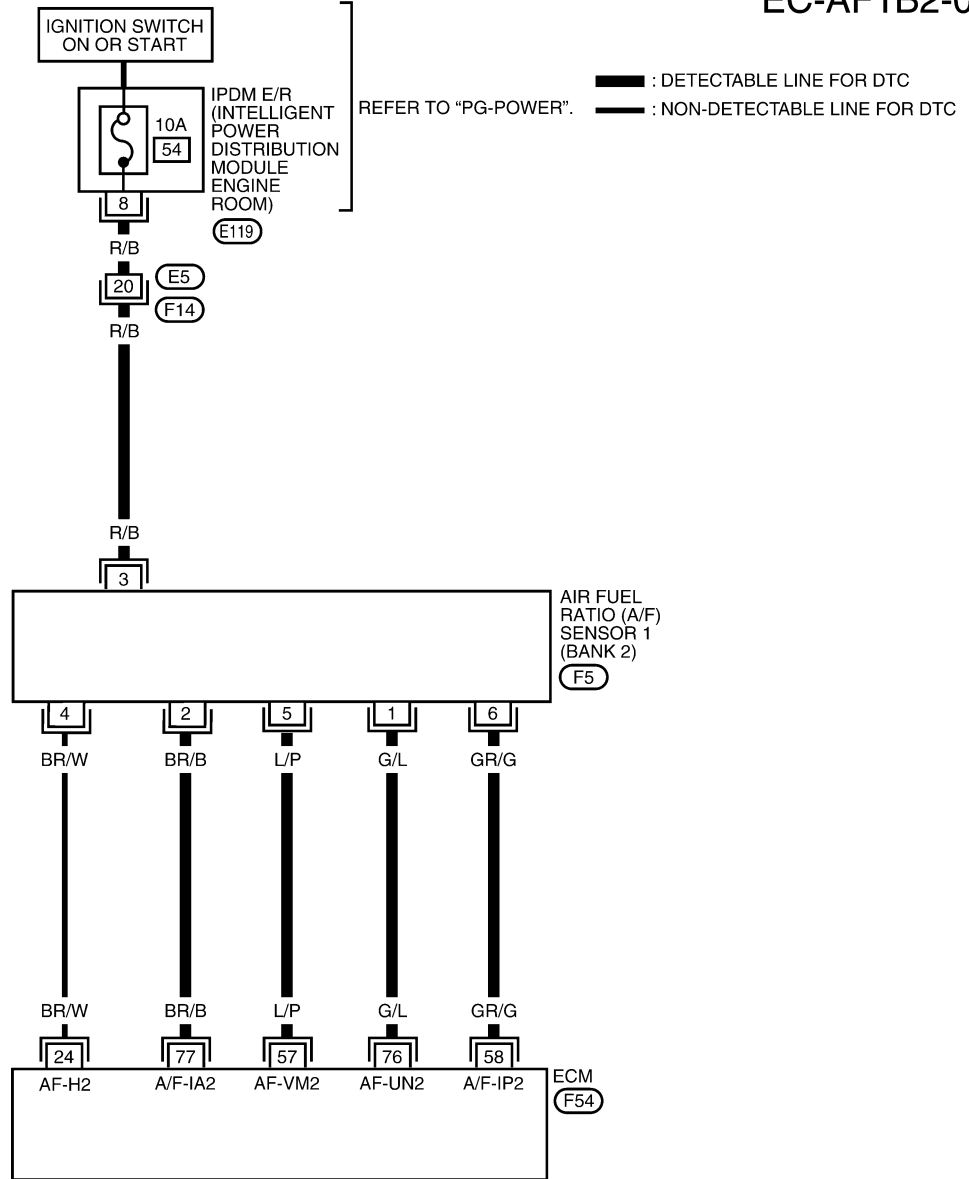 EC-AF1B2-0
IGNITION SWITCH
ON OR START
IPDM E/R
(INTELLIGENT
POWER
DISTRIBUTION
MODULE
ENGINE
ROOM)
10A
54
REFER TO “PG-POWER”.
: DETECTABLE LINE FOR DTC
: NON-DETECTABLE LINE FOR DTC
8
E119
R/B
20
E5
F14
R/B
R/B
3
AIR FUEL
RATIO (A/F)
SENSOR 1
(BANK 2)
F5
4 2 5 1 6
BR/W BR/B L/P G/L GR/G
BR/W BR/B L/P G/L GR/G
24 77 57 76 58
AF-H2 A/F-IA2 AF-VM2 AF-UN2 A/F-IP2
ECM
F54